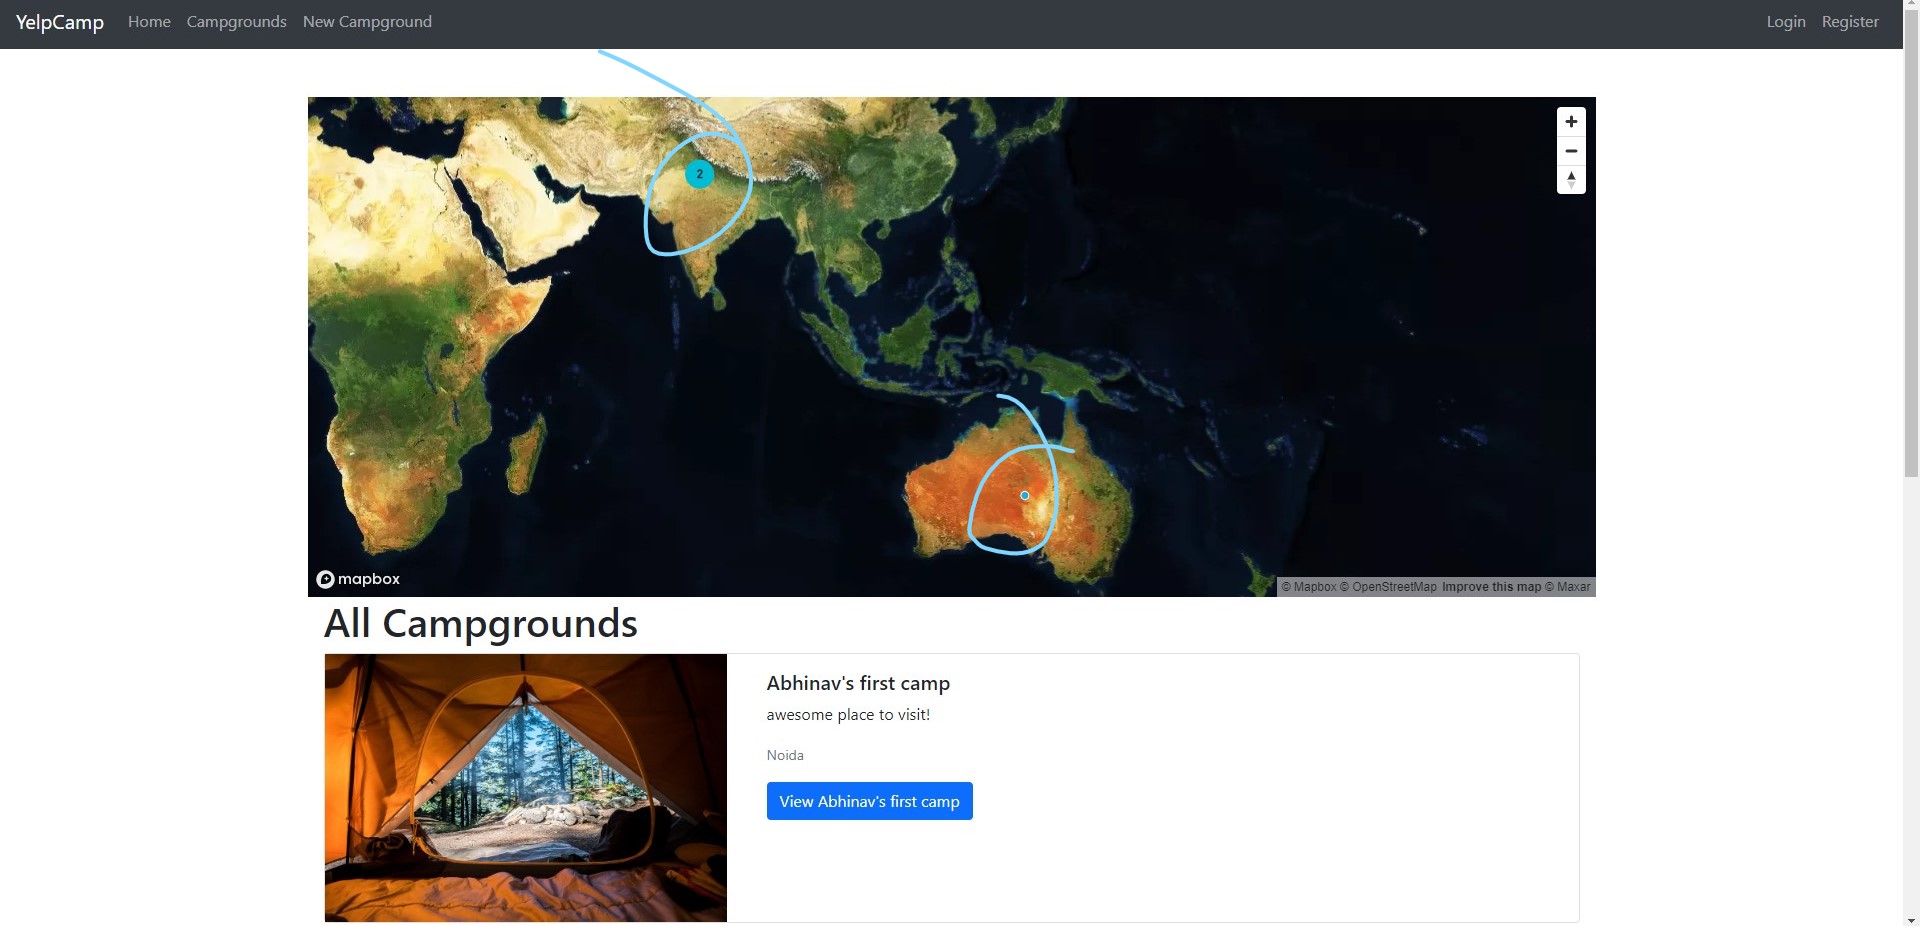 YelpCamp Home Campgrounds New Campground Login Register
2
mapbox
© Mapbox © OpenStreetMap Improve this map © Maxar
All Campgrounds
Abhinav's first camp
awesome place to visit!
Noida
View Abhinav's first camp